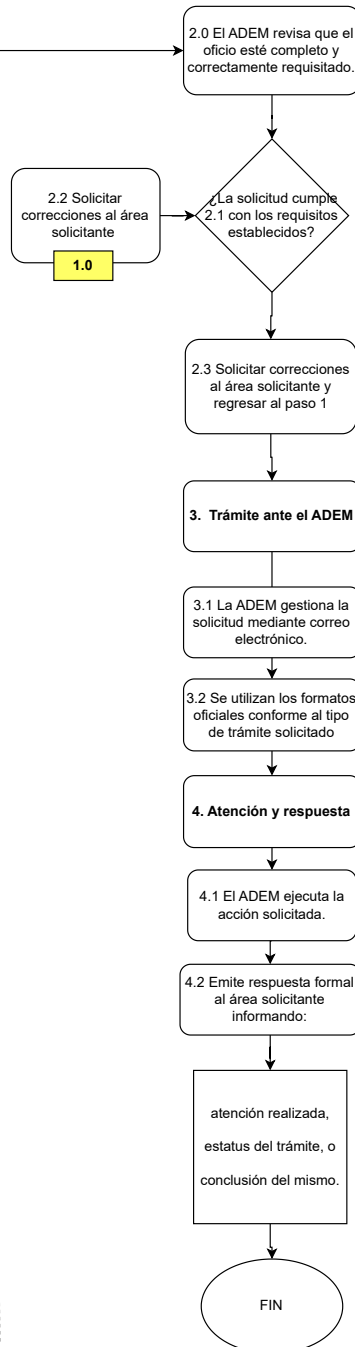 2.0 El ADEM revisa que el
oficio esté completo y
correctamente requisitado.
¿La solicitud cumple
2.1 con los requisitos
establecidos?
2.2 Solicitar
correcciones al área
solicitante
1.0
2.3 Solicitar correcciones
al área solicitante y
regresar al paso 1
3. Trámite ante el ADEM
3.1 La ADEM gestiona la
solicitud mediante correo
electrónico.
3.2 Se utilizan los formatos
oficiales conforme al tipo
de trámite solicitado
4. Atención y respuesta
4.1 El ADEM ejecuta la
acción solicitada.
4.2 Emite respuesta formal
al área solicitante
informando:
atención realizada,
estatus del trámite, o
conclusión del mismo.
FIN